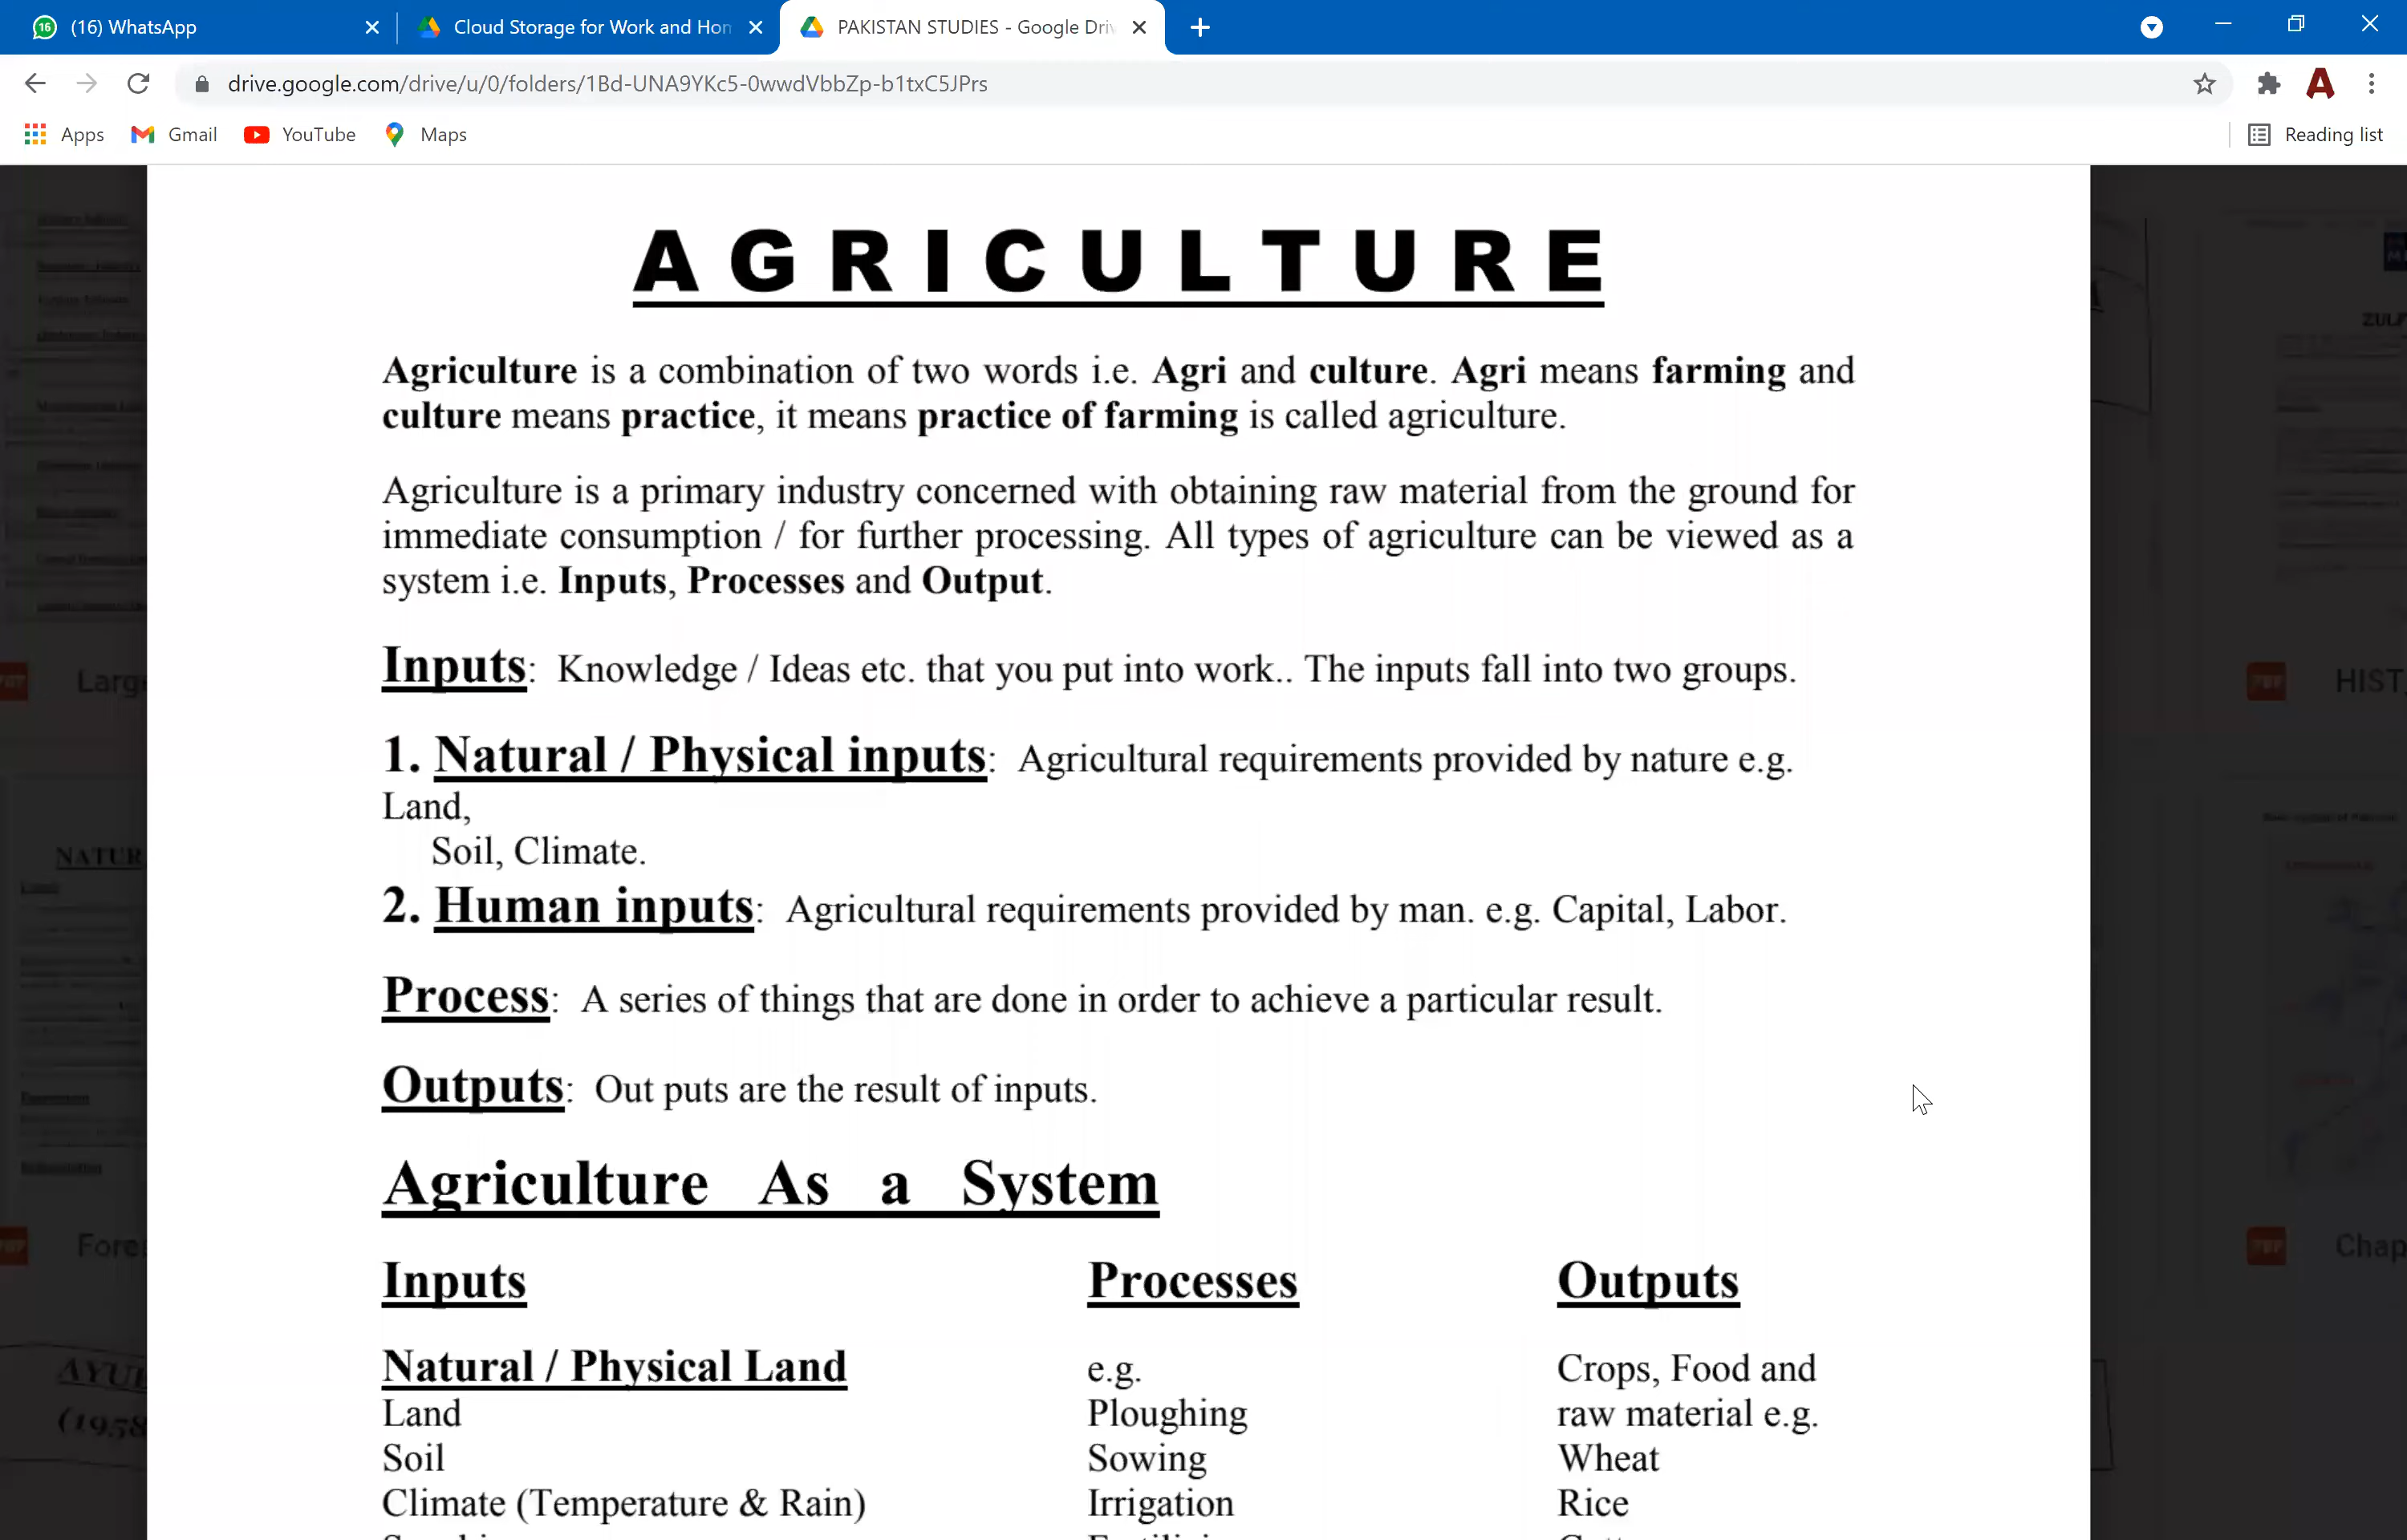 (16) WhatsApp
Cloud Storage for Work and Hom
PAKISTAN STUDIES - Google Driv
drive.google.com/drive/u/0/folders/1Bd-UNA9YKc5-0wwdVbbZp-b1txC5JPrs
Apps Gmail YouTube Maps Reading list
AGRICULTURE
Agriculture is a combination of two words i.e. Agri and culture. Agri means farming and
culture means practice, it means practice of farming is called agriculture.
Agriculture is a primary industry concerned with obtaining raw material from the ground for
immediate consumption / for further processing. All types of agriculture can be viewed as a
system i.e. Inputs, Processes and Output.
Inputs: Knowledge / Ideas etc. that you put into work.. The inputs fall into two groups.
1. Natural / Physical inputs: Agricultural requirements provided by nature e.g.
Land,
Soil, Climate.
2. Human inputs: Agricultural requirements provided by man. e.g. Capital, Labor.
Process: A series of things that are done in order to achieve a particular result.
Outputs: Out puts are the result of inputs.
Agriculture As a System
Inputs Processes Outputs
Natural / Physical Land e.g. Crops, Food and
Land Ploughing raw material e.g.
Soil Sowing Wheat
Climate (Temperature & Rain) Irrigation Rice
Larg
HIST
NATUR
Fore
Chap
AYU
(1958